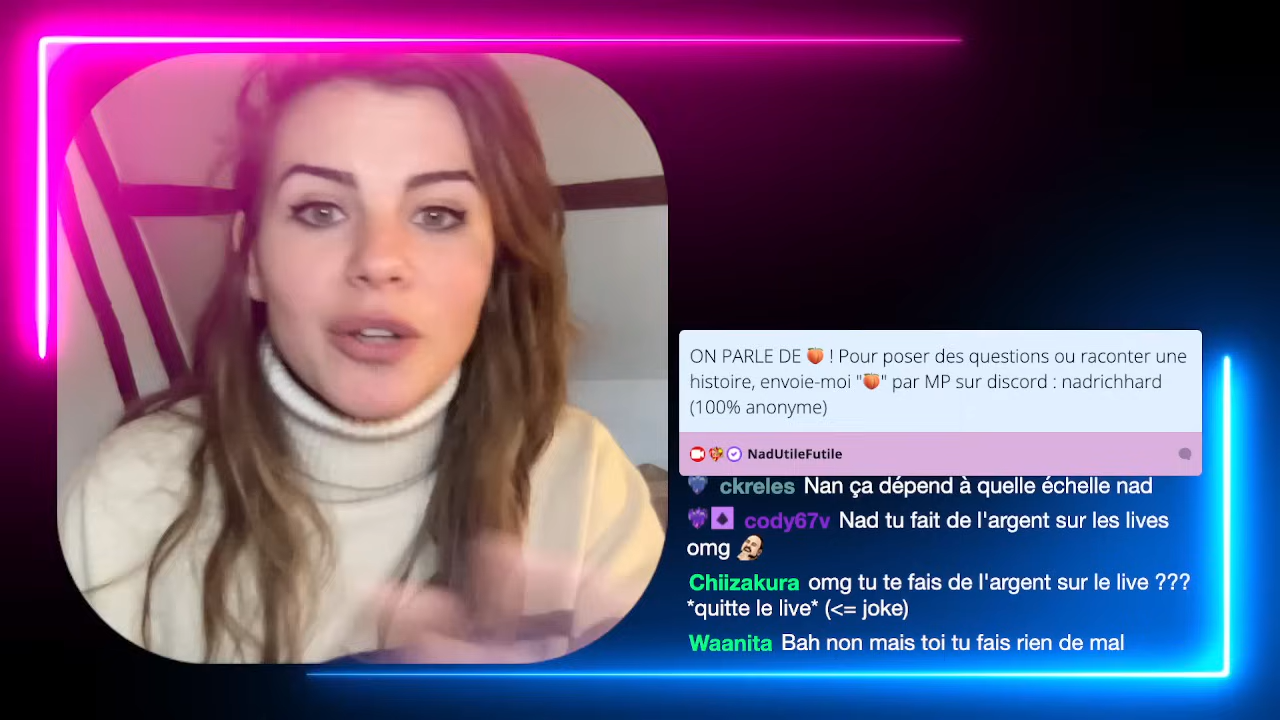 ON PARLE DE 🍑 ! Pour poser des questions ou raconter une
histoire, envoie-moi "🍑" par MP sur discord : nadrichhard
(100% anonyme)
NadUtileFutile
ckreles Nan ça dépend à quelle échelle nad
cody67v Nad tu fait de l'argent sur les lives
omg
Chiizakura omg tu te fais de l'argent sur le live ???
*quitte le live* (<= joke)
Waanita Bah non mais toi tu fais rien de mal